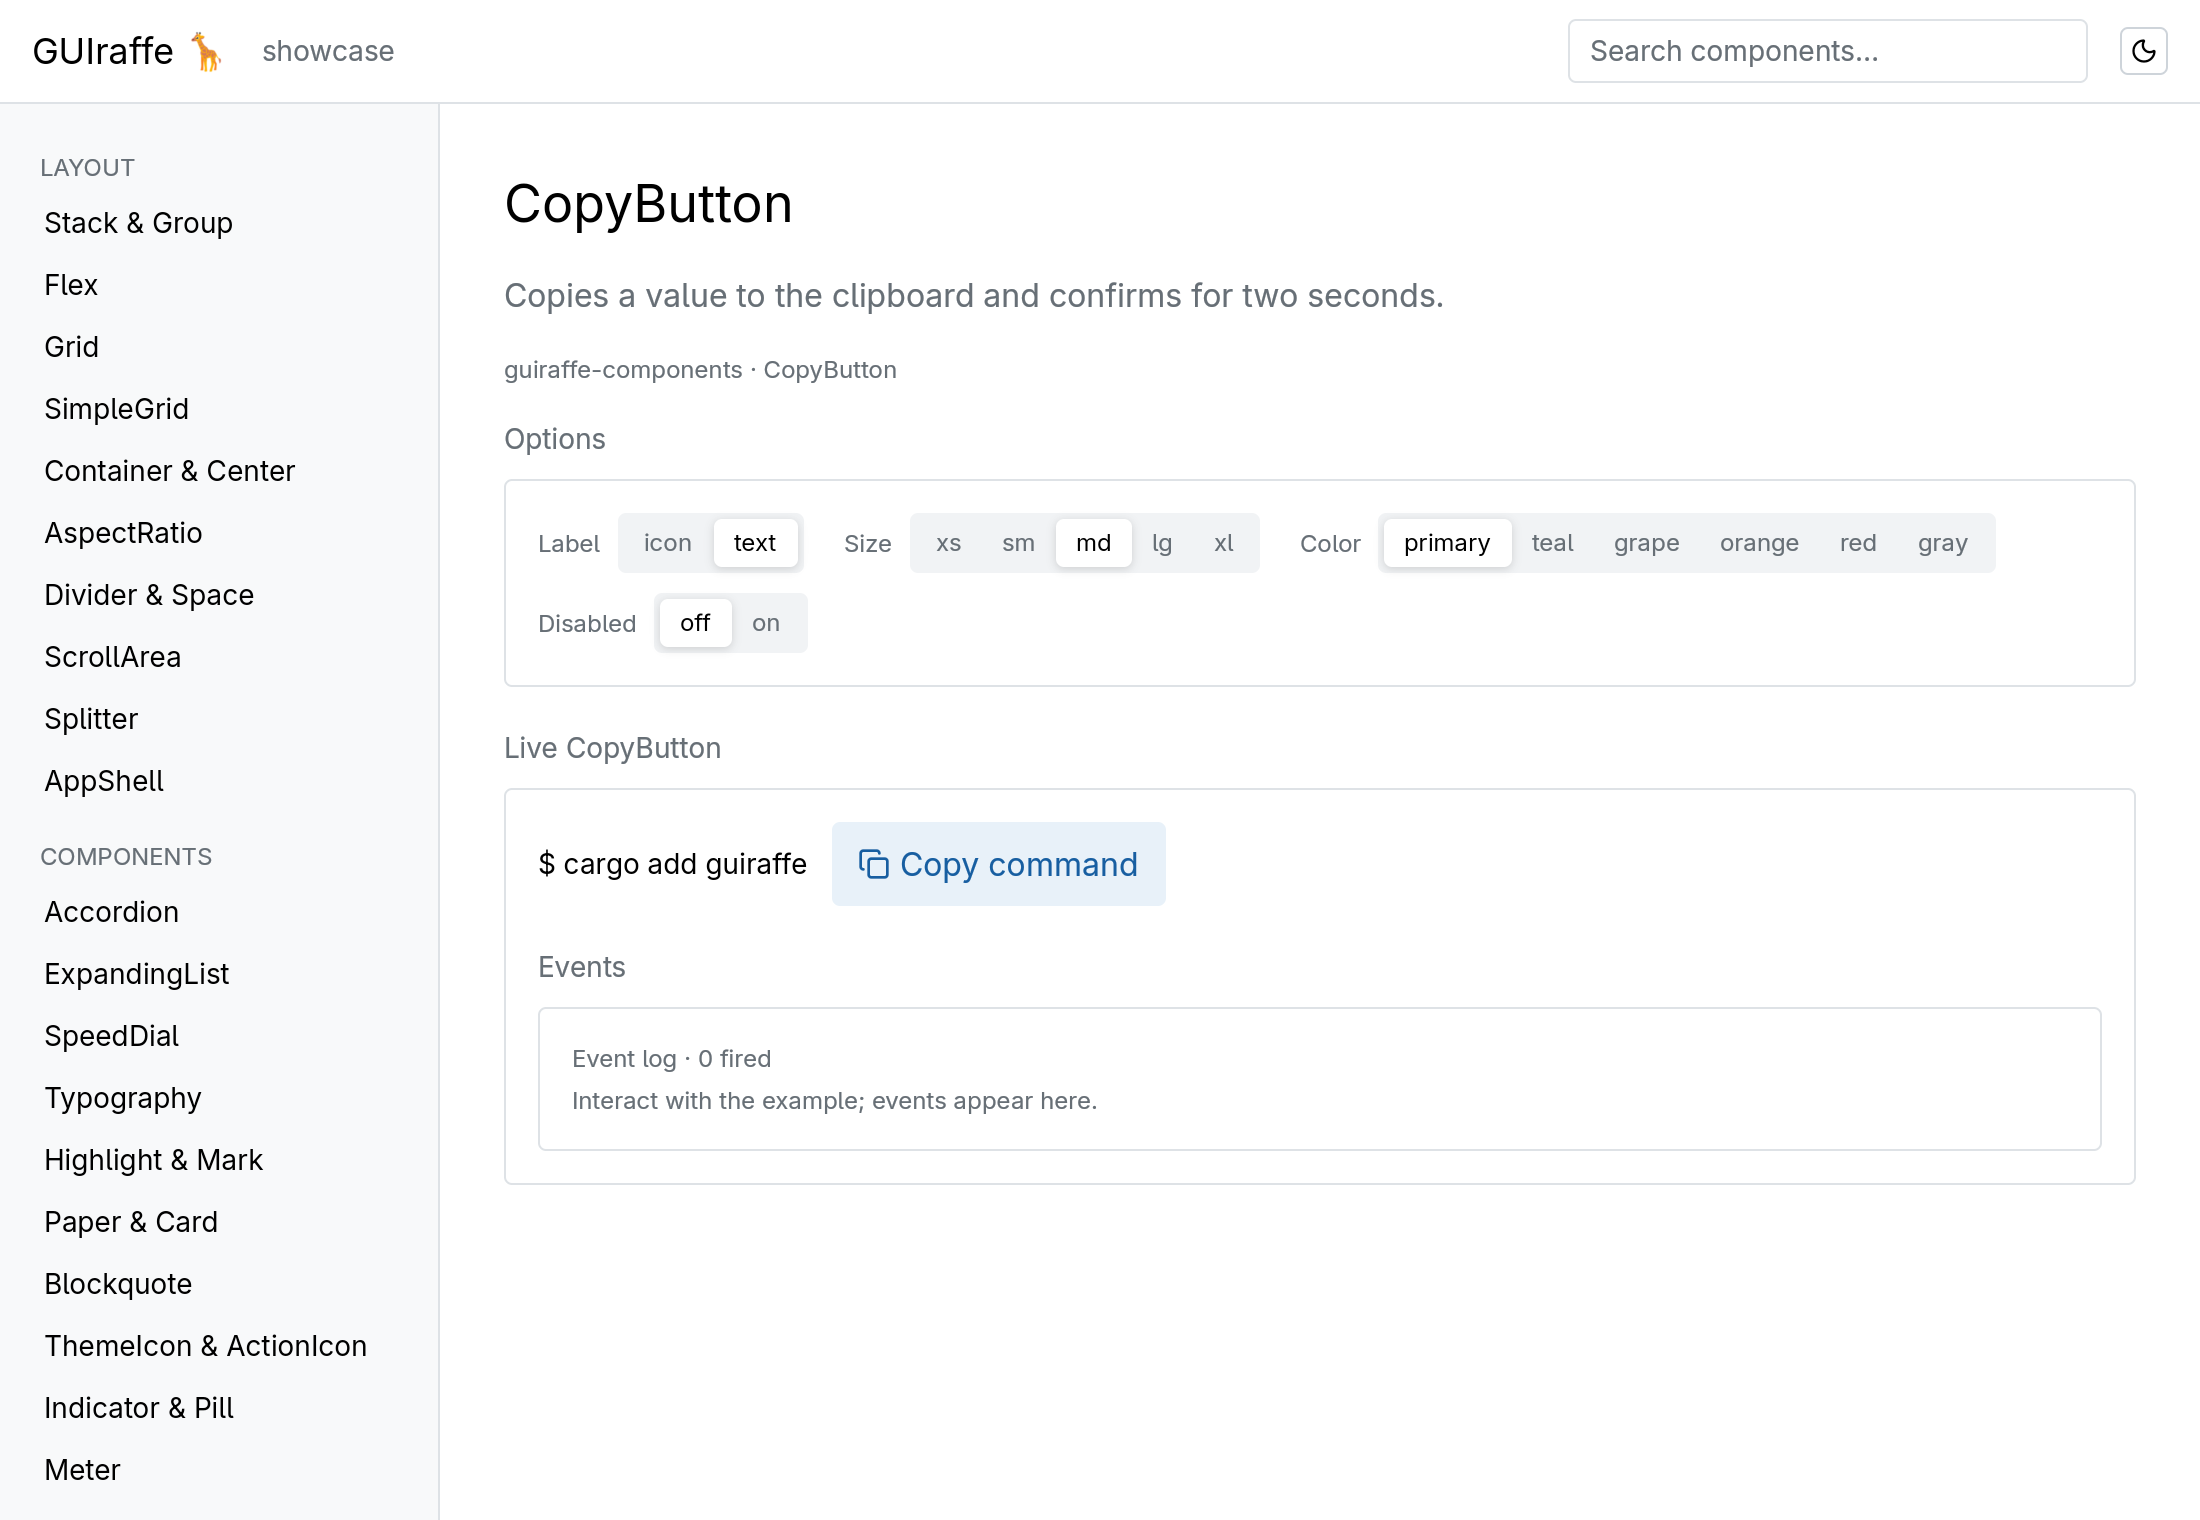 GUIraffe 🦒 showcase
Search components...
LAYOUT
Stack & Group
Flex
Grid
SimpleGrid
Container & Center
AspectRatio
Divider & Space
ScrollArea
Splitter
AppShell
COMPONENTS
Accordion
ExpandingList
SpeedDial
Typography
Highlight & Mark
Paper & Card
Blockquote
ThemeIcon & ActionIcon
Indicator & Pill
Meter
CopyButton
Copies a value to the clipboard and confirms for two seconds.
guiraffe-components · CopyButton
Options
Label icon text Size xs sm md lg xl Color primary teal grape orange red gray
Disabled off on
Live CopyButton
$ cargo add guiraffe Copy command
Events
Event log · 0 fired
Interact with the example; events appear here.